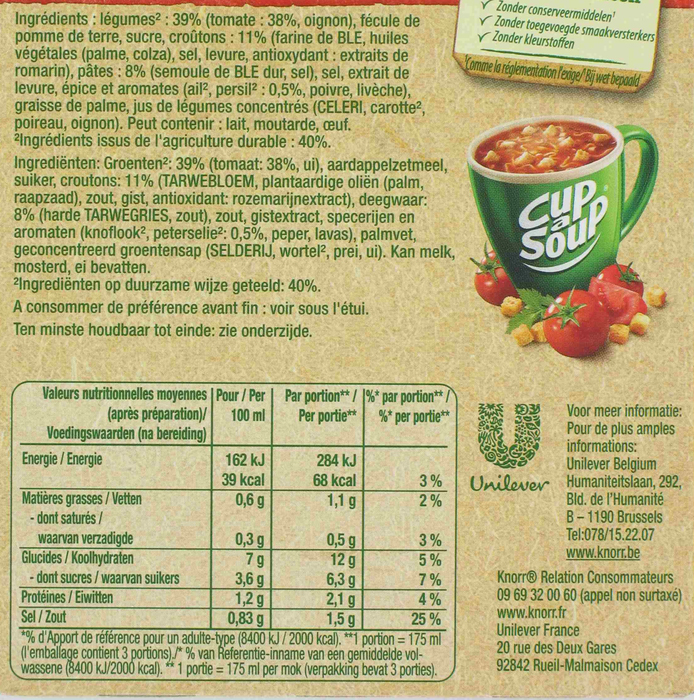 Ingrédients : légumes² : 39% (tomate : 38%, oignon), fécule de
pomme de terre, sucre, croûtons : 11% (farine de BLE, huiles
végétales (palme, colza), sel, levure, antioxydant : extraits de
romarin), pâtes : 8% (semoule de BLE dur, sel), sel, extrait de
levure, épice et aromates (ail², persil² : 0,5%, poivre, livèche),
graisse de palme, jus de légumes concentrés (CELERI, carotte²,
poireau, oignon). Peut contenir : lait, moutarde, œuf.
²Ingrédients issus de l'agriculture durable : 40%.
Ingrediënten: Groenten²: 39% (tomaat: 38%, ui), aardappelzetmeel,
suiker, croutons: 11% (TARWEBLOEM, plantaardige oliën (palm,
raapzaad), zout, gist, antioxidant: rozemarijnextract), deegwaar:
8% (harde TARWEGRIES, zout), zout, gistextract, specerijen en
aromaten (knoflook², peterselie²: 0,5%, peper, lavas), palmvet,
geconcentreerd groentensap (SELDERIJ, wortel², prei, ui). Kan melk,
mosterd, ei bevatten.
²Ingrediënten op duurzame wijze geteeld: 40%.
A consommer de préférence avant fin : voir sous l'étui.
Ten minste houdbaar tot einde: zie onderzijde.
✓ Zonder conserveermiddelen¹
✓ Zonder toegevoegde smaakversterkers
✓ Zonder kleurstoffen
¹Comme la réglementation l'exige/¹Bij wet bepaald
Cup
a
Soup®
Valeurs nutritionnelles moyennes (après préparation)/ Voedingswaarden (na bereiding) | Pour / Per 100 ml | Par portion** / Per portie** | %* par portion** / %* per portie**
Energie / Energie 162 kJ 284 kJ
39 kcal 68 kcal 3 %
Matières grasses / Vetten 0,6 g 1,1 g 2 %
- dont saturés /
waarvan verzadigde 0,3 g 0,5 g 3 %
Glucides / Koolhydraten 7 g 12 g 5 %
- dont sucres / waarvan suikers 3,6 g 6,3 g 7 %
Protéines / Eiwitten 1,2 g 2,1 g 4 %
Sel / Zout 0,83 g 1,5 g 25 %
*% d'Apport de référence pour un adulte-type (8400 kJ / 2000 kcal). **1 portion = 175 ml
(l'emballage contient 3 portions)./* % van Referentie-inname van een gemiddelde vol-
wassene (8400 kJ/2000 kcal). ** 1 portie = 175 ml per mok (verpakking bevat 3 porties).
Unilever
Voor meer informatie:
Pour de plus amples
informations:
Unilever Belgium
Humaniteitslaan, 292,
Bld. de l'Humanité
B – 1190 Brussels
Tel:078/15.22.07
www.knorr.be
Knorr® Relation Consommateurs
09 69 32 00 60 (appel non surtaxé)
www.knorr.fr
Unilever France
20 rue des Deux Gares
92842 Rueil-Malmaison Cedex